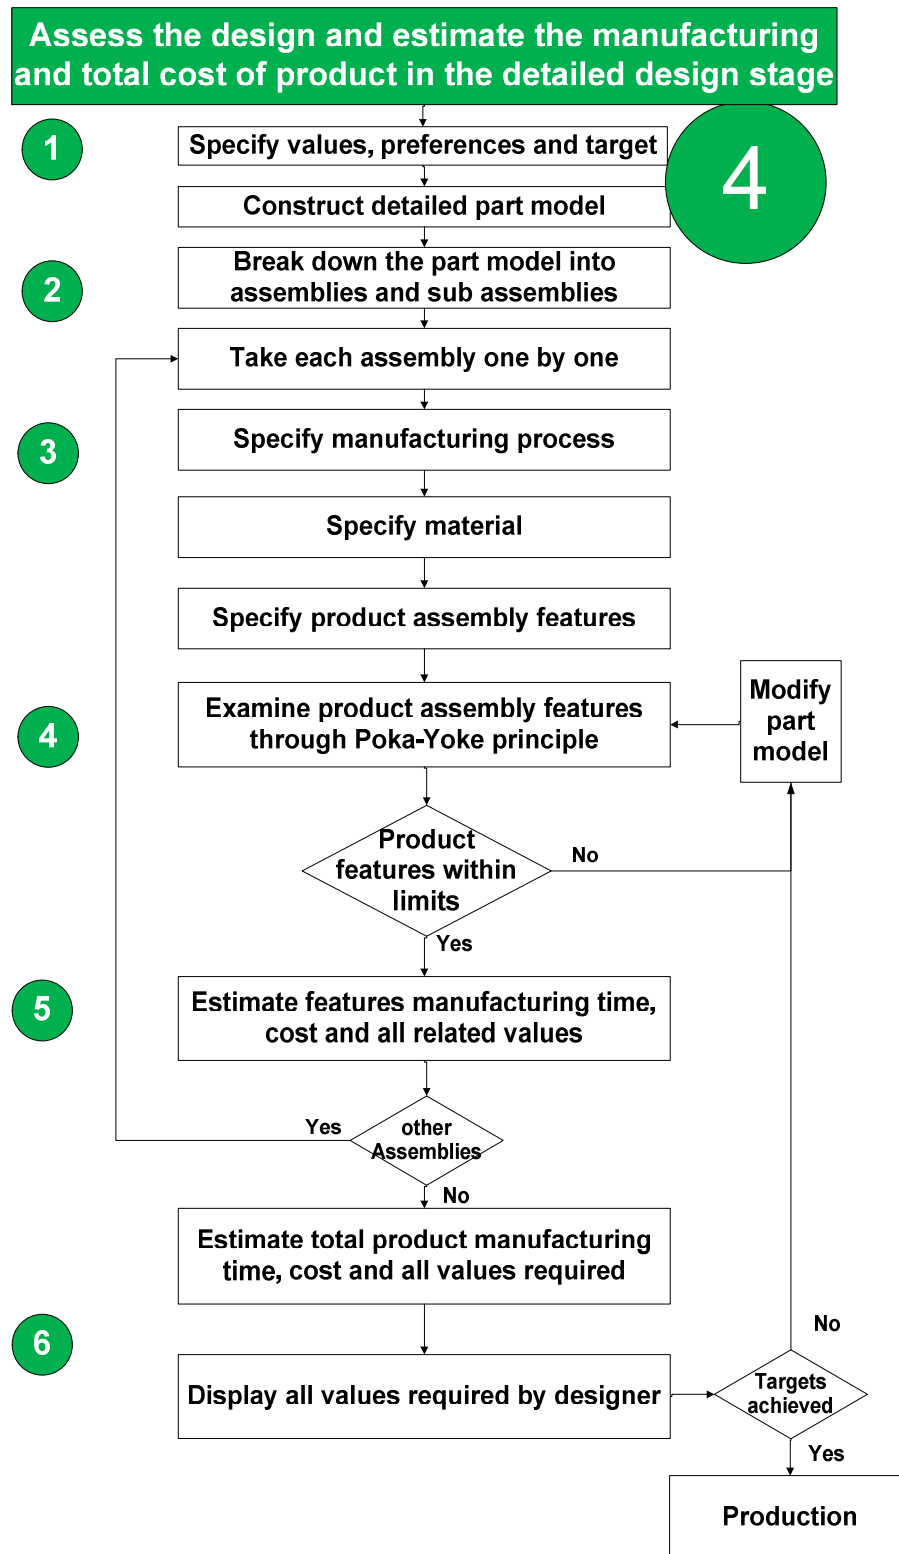 Assess the design and estimate the manufacturing
and total cost of product in the detailed design stage
1
Specify values, preferences and target
4
Construct detailed part model
2
Break down the part model into
assemblies and sub assemblies
Take each assembly one by one
3
Specify manufacturing process
Specify material
Specify product assembly features
4
Examine product assembly features
through Poka-Yoke principle
Modify
part
model
Product
features within
limits
No
Yes
5
Estimate features manufacturing time,
cost and all related values
Yes
other
Assemblies
No
Estimate total product manufacturing
time, cost and all values required
6
Display all values required by designer
No
Targets
achieved
Yes
Production